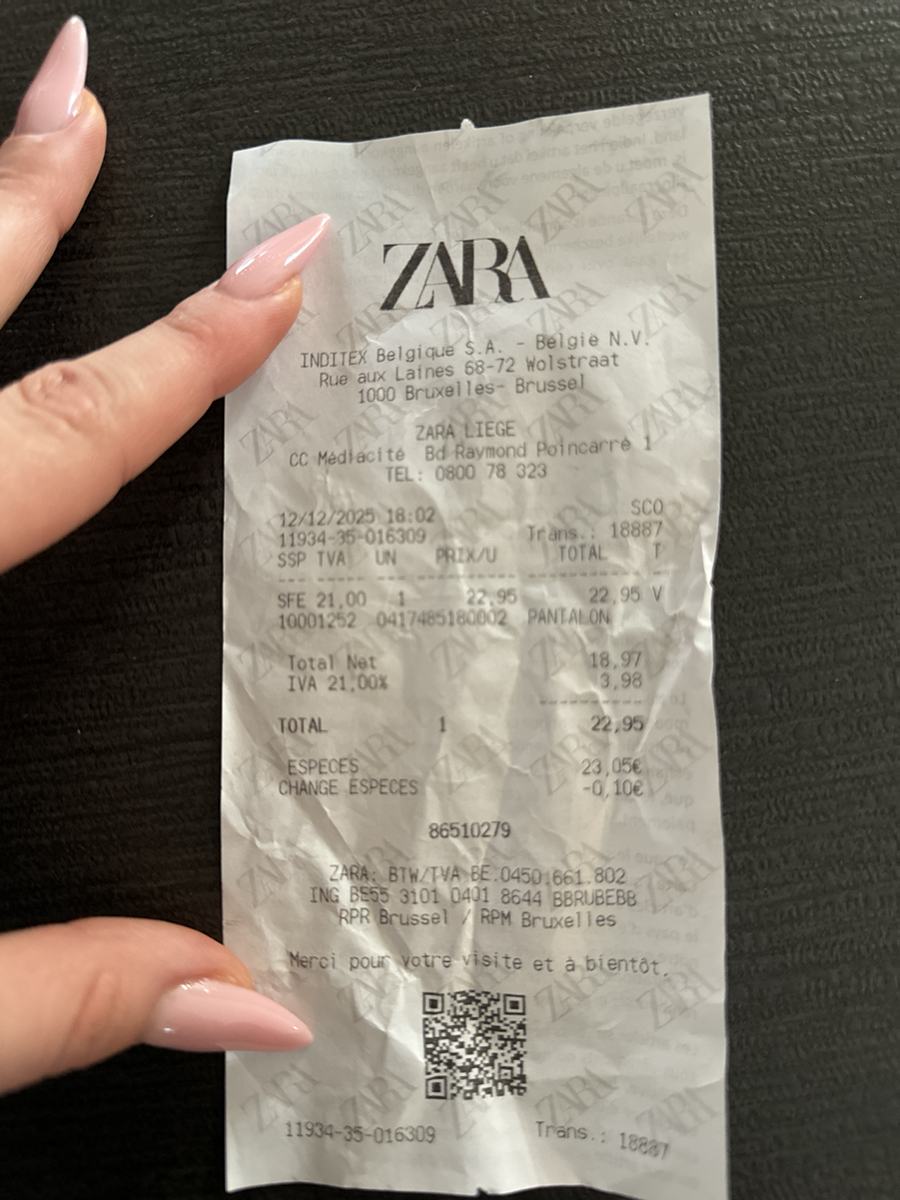 ZARA
INDITEX Belgique S.A. - België N.V.
Rue aux Laines 68-72 Wolstraat
1000 Bruxelles- Brussel
ZARA LIEGE
CC Médiacité Bd Raymond Poincarré 1
TEL: 0800 78 323
SCO
12/12/2025 18:02
11934-35-016309 Trans.: 18887
SSP TVA UN PRIX/U TOTAL T
SFE 21,00 1 22,95 22,95 V
10001252 0417485180002 PANTALON
Total Net 18,97
IVA 21,00% 3,98
TOTAL 1 22,95
ESPECES 23,05€
CHANGE ESPECES -0,10€
86510279
ZARA: BTW/TVA BE:0450.661.802
ING BE55 3101 0401 8644 BBRUBEBB
RPR Brussel / RPM Bruxelles
Merci pour votre visite et à bientôt.
11934-35-016309 Trans.: 18887